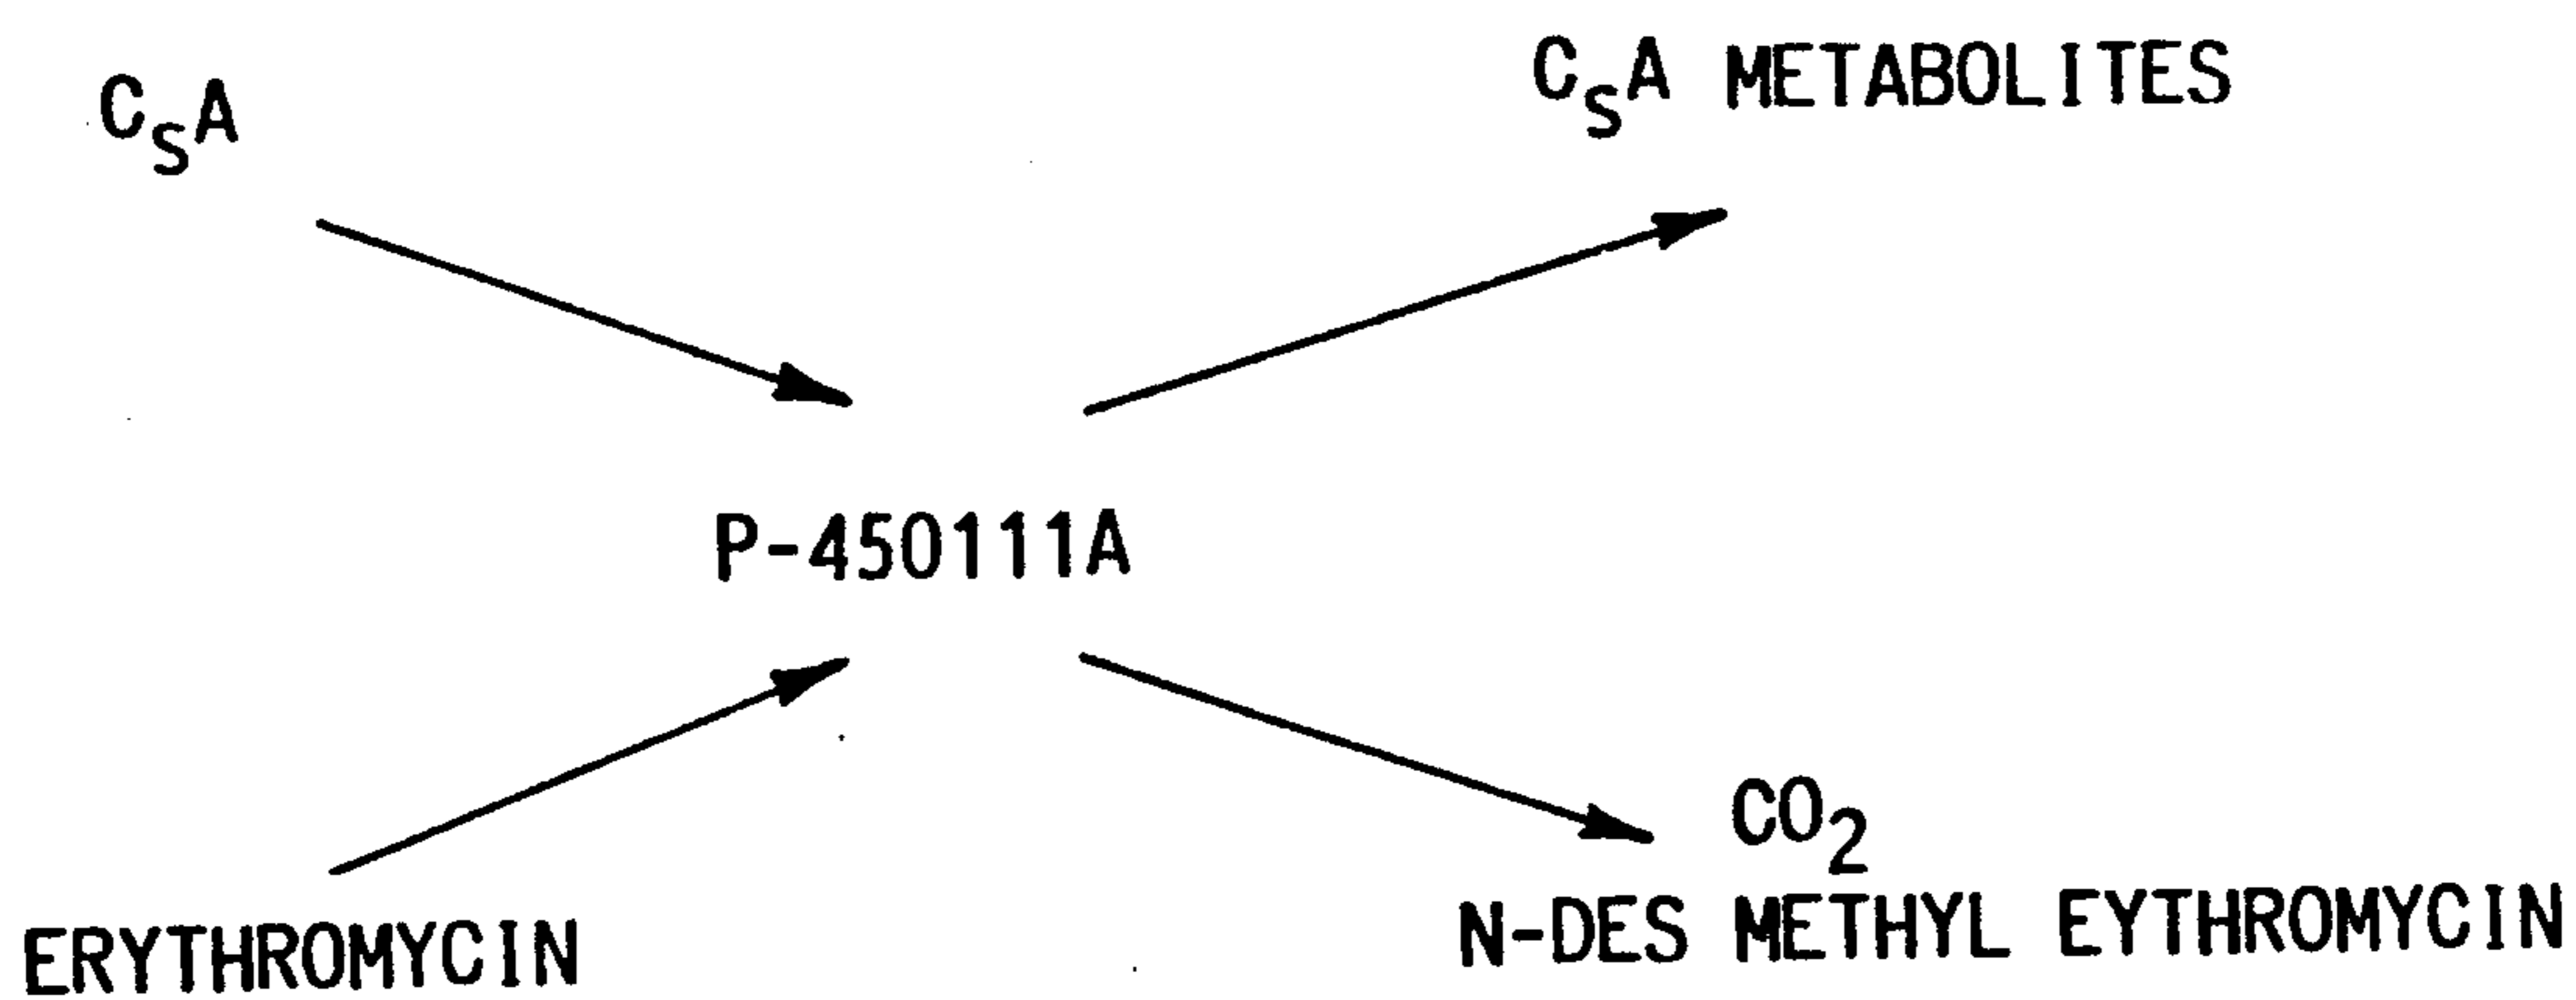 CSA
CSA METABOLITES
P-450111A
ERYTHROMYCIN
CO2
N-DES METHYL EYTHROMYCIN